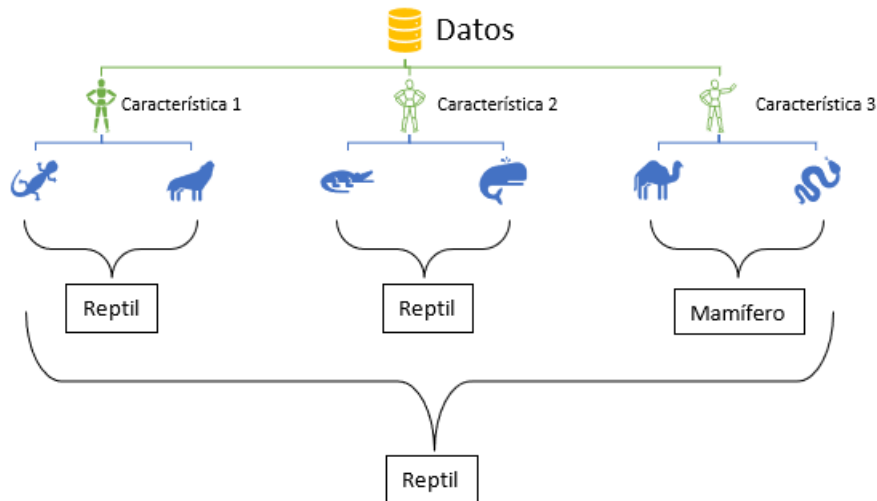 Datos
Característica 1
Característica 2
Característica 3
Reptil
Reptil
Mamífero
Reptil